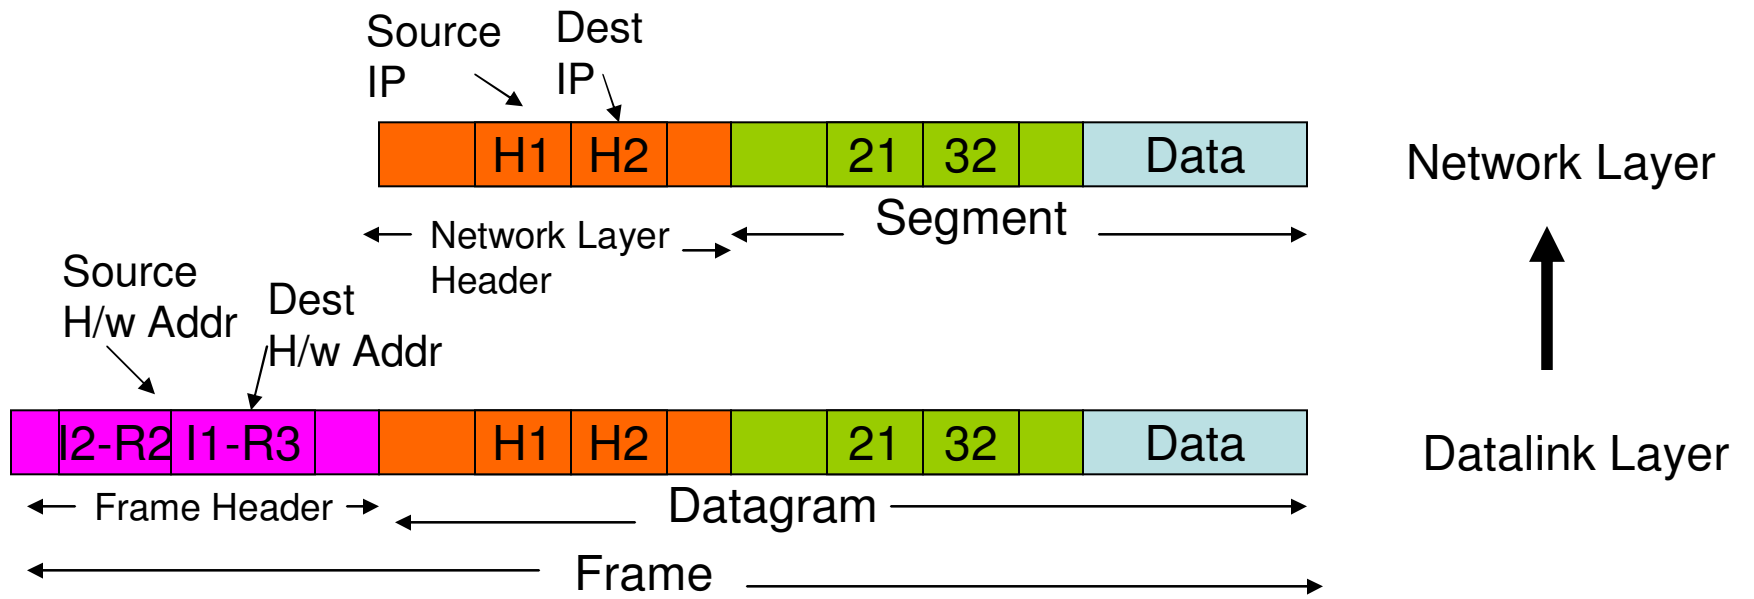 Source
IP
Dest
IP
H1 H2 21 32 Data
Network Layer
Network Layer
Header
Segment
Source
H/w Addr
Dest
H/w Addr
I2-R2 I1-R3 H1 H2 21 32 Data
Datalink Layer
Frame Header
Datagram
Frame